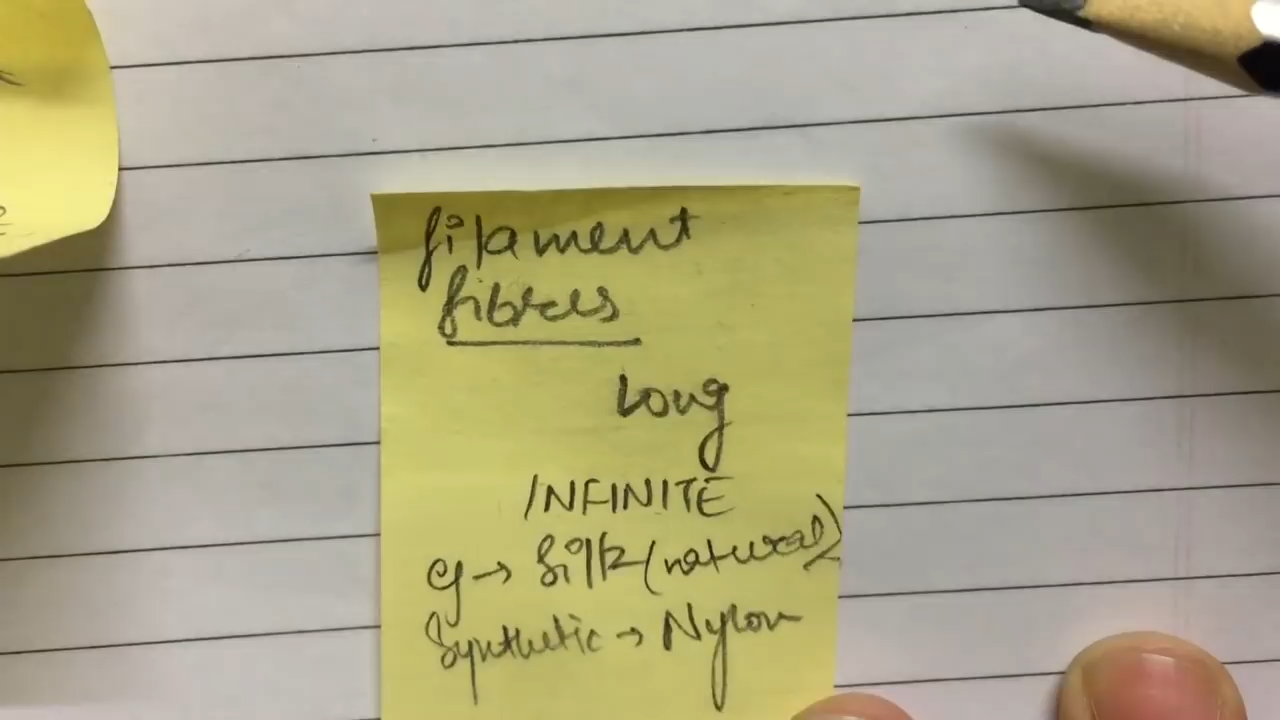 filament
fibres
Long
INFINITE
eg → Silk (natural)
Synthetic → Nylon